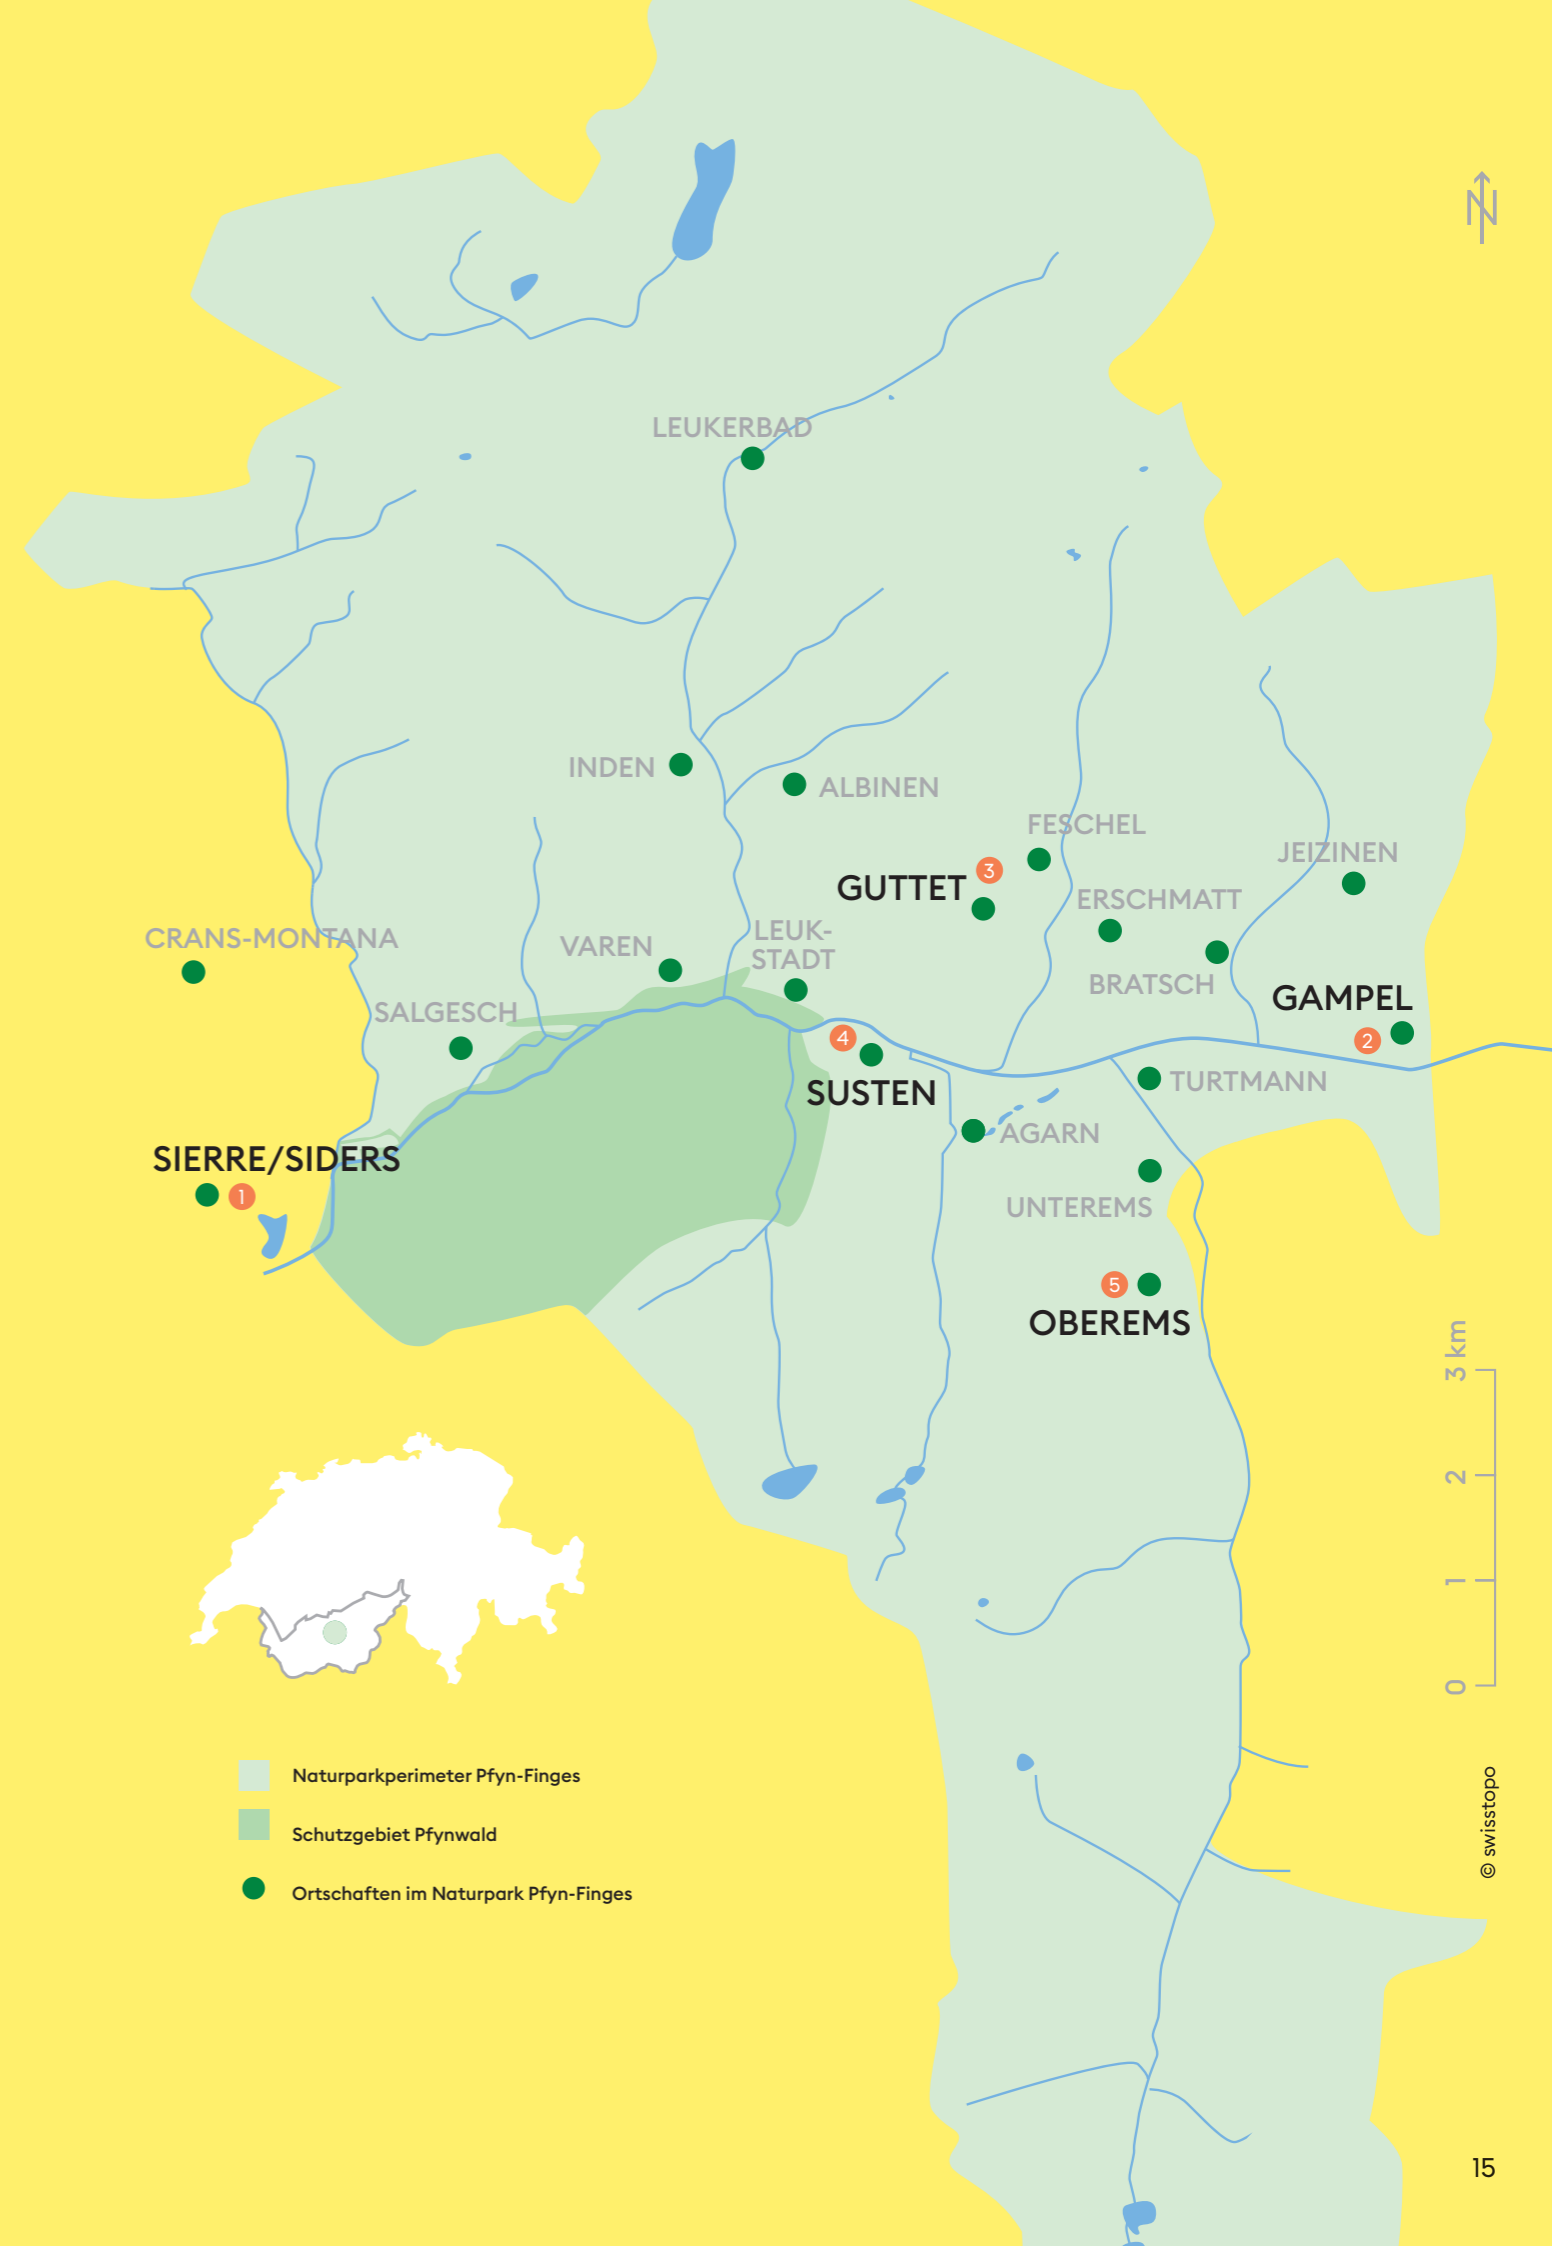 N
LEUKERBAD
INDEN
ALBINEN
FESCHEL
JEIZINEN
3
GUTTET
ERSCHMATT
CRANS-MONTANA
VAREN
LEUK-
STADT
BRATSCH
GAMPEL
SALGESCH
4
2
SUSTEN
TURTMANN
AGARN
SIERRE/SIDERS
1
UNTEREMS
5
OBEREMS
3 km
2
1
0
Naturparkperimeter Pfyn-Finges
Schutzgebiet Pfynwald
Ortschaften im Naturpark Pfyn-Finges
© swisstopo
15